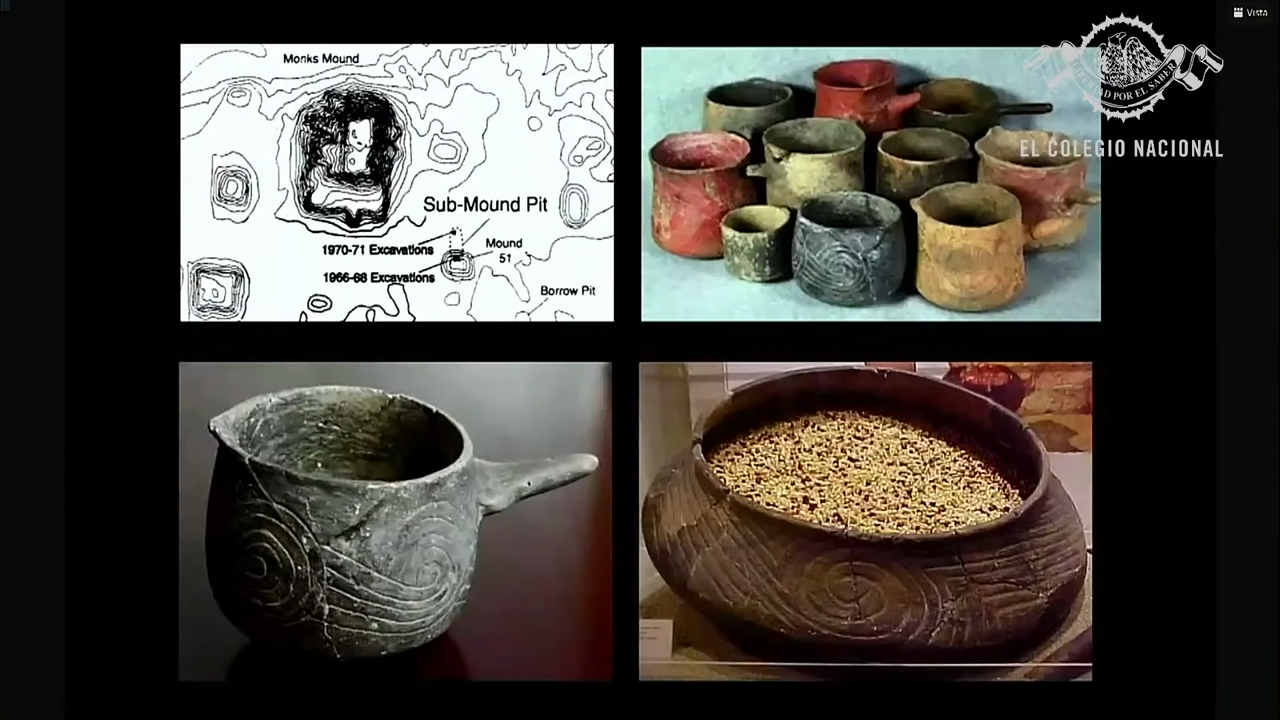 Vista
Monks Mound
Sub-Mound Pit
1970-71 Excavations
Mound
51
1966-68 Excavations
Borrow Pit
EL COLEGIO NACIONAL